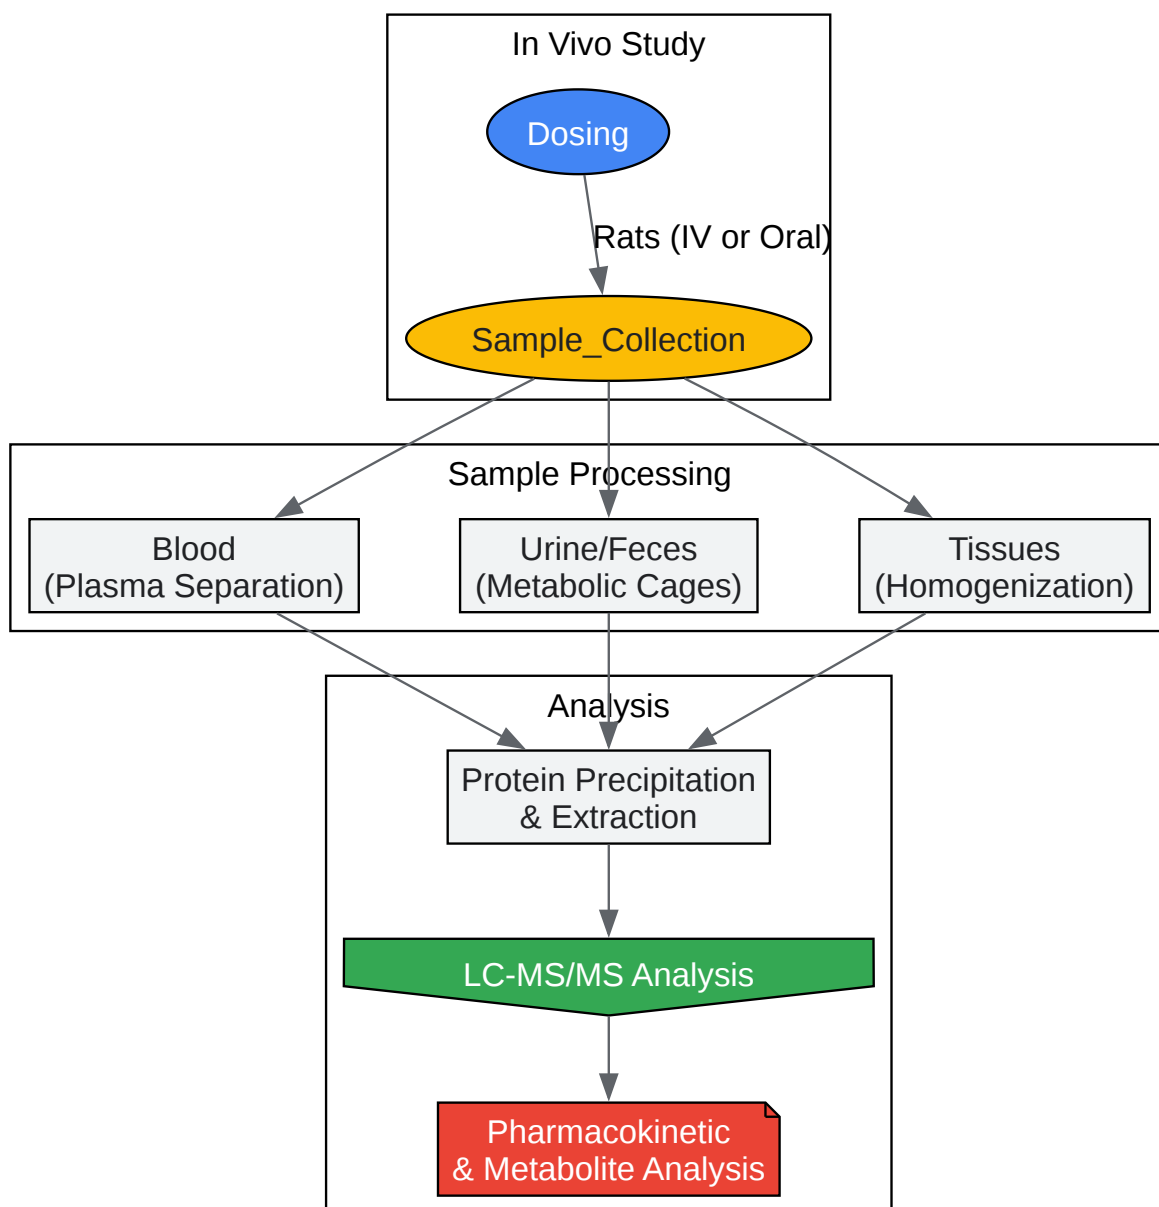 In Vivo Study
Dosing
Rats (IV or Oral)
Sample_Collection
Sample Processing
Blood
(Plasma Separation)
Urine/Feces
(Metabolic Cages)
Tissues
(Homogenization)
Analysis
Protein Precipitation
& Extraction
LC-MS/MS Analysis
Pharmacokinetic
& Metabolite Analysis